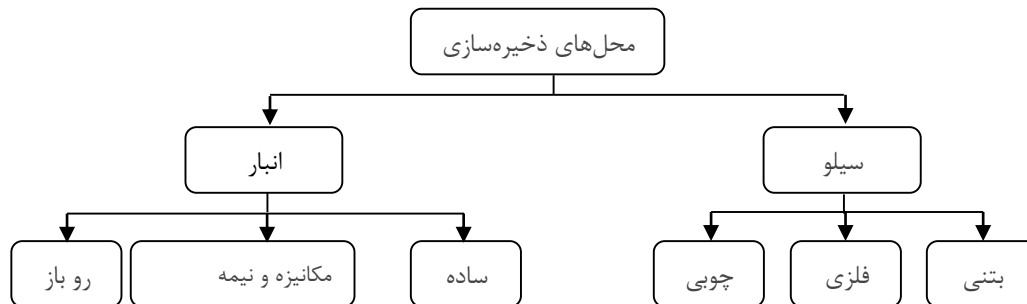 محل‌های ذخیره‌سازی
سیلو
انبار
بتنی
فلزی
چوبی
ساده
مکانیزه و نیمه
رو باز